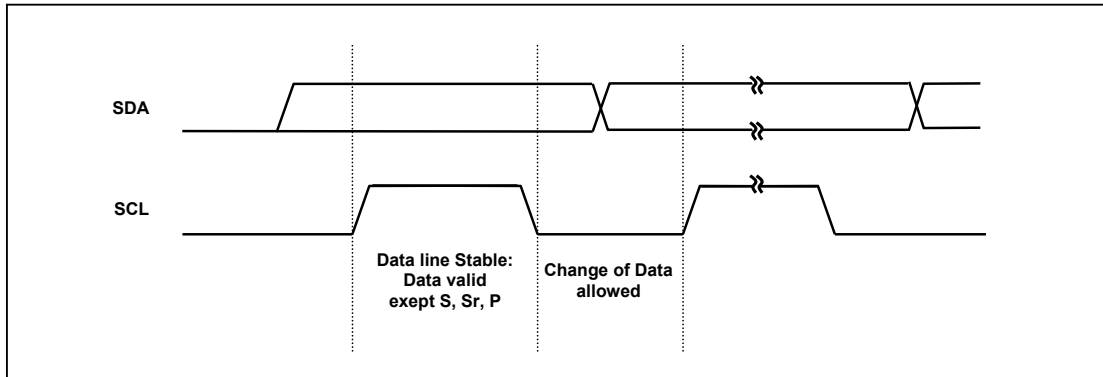 SDA
SCL
Data line Stable:
Data valid
exept S, Sr, P
Change of Data
allowed